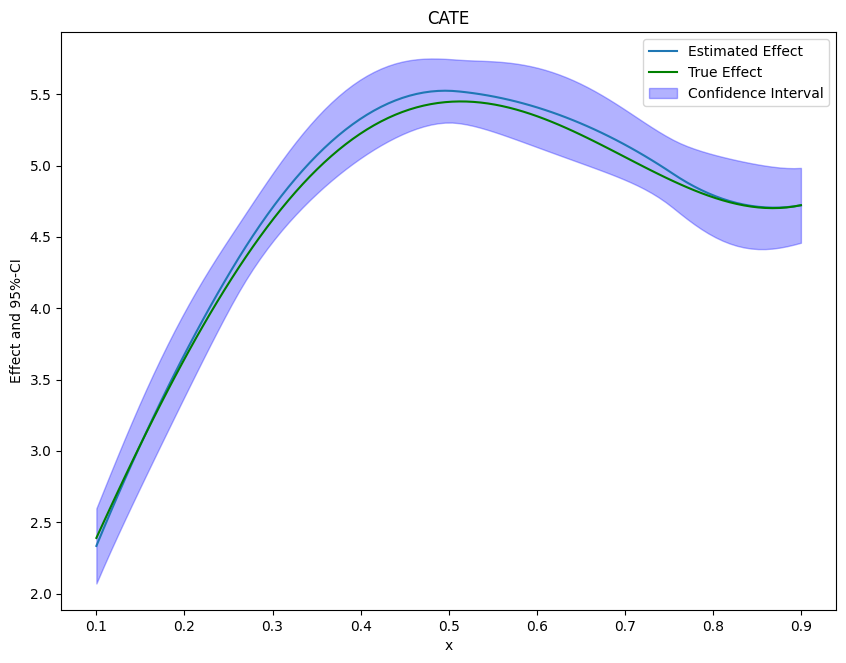 CATE
Estimated Effect
True Effect
Confidence Interval
Effect and 95%-CI
5.5
5.0
4.5
4.0
3.5
3.0
2.5
2.0
0.1 0.2 0.3 0.4 0.5 0.6 0.7 0.8 0.9
x